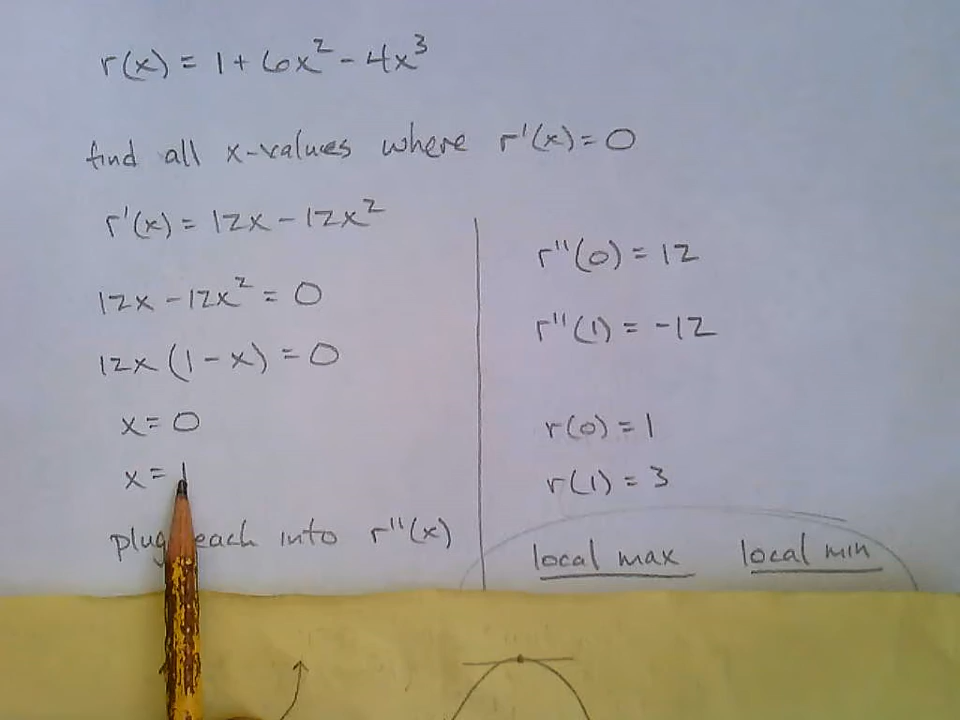 r(x) = 1 + 6x² - 4x³
find all x-values where r'(x) = 0
r'(x) = 12x - 12x²
12x - 12x² = 0
12x (1 - x) = 0
x = 0
x = 1
plug each into r''(x)
r''(0) = 12
r''(1) = -12
r(0) = 1
r(1) = 3
local max local min